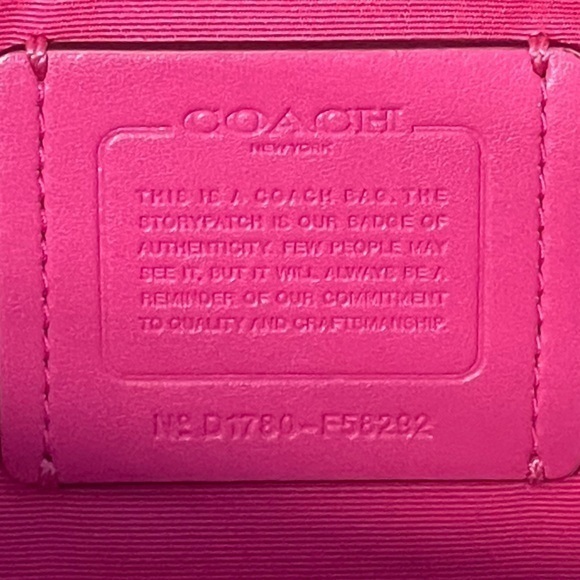 COACH
NEW YORK
THIS IS A COACH BAG. THE
STORYPATCH IS OUR BADGE OF
AUTHENTICITY. FEW PEOPLE MAY
SEE IT, BUT IT WILL ALWAYS BE A
REMINDER OF OUR COMMITMENT
TO QUALITY AND CRAFTSMANSHIP.
Nº D1780-F58292